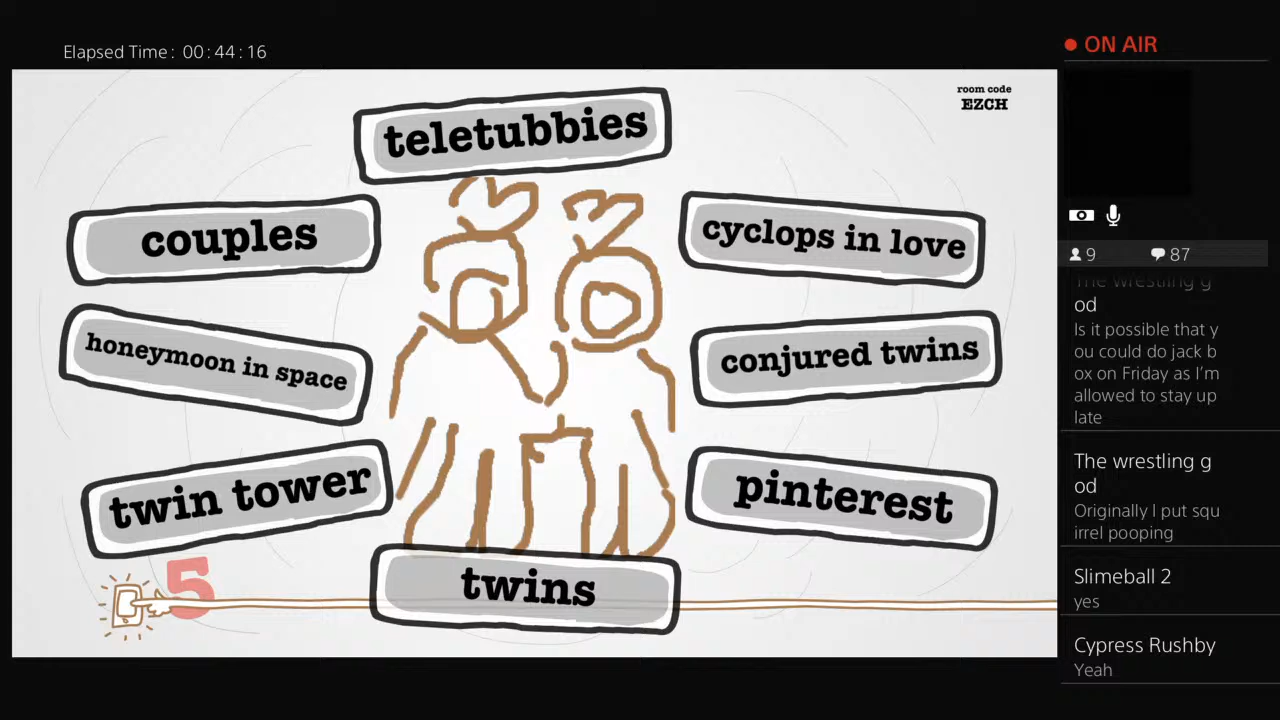 Elapsed Time: 00:44:16
ON AIR
room code
EZCH
teletubbies
couples
cyclops in love
honeymoon in space
conjured twins
twin tower
pinterest
twins
5
9
87
The wrestling g
od
Is it possible that y
ou could do jack b
ox on Friday as I'm
allowed to stay up
late
The wrestling g
od
Originally I put squ
irrel pooping
Slimeball 2
yes
Cypress Rushby
Yeah